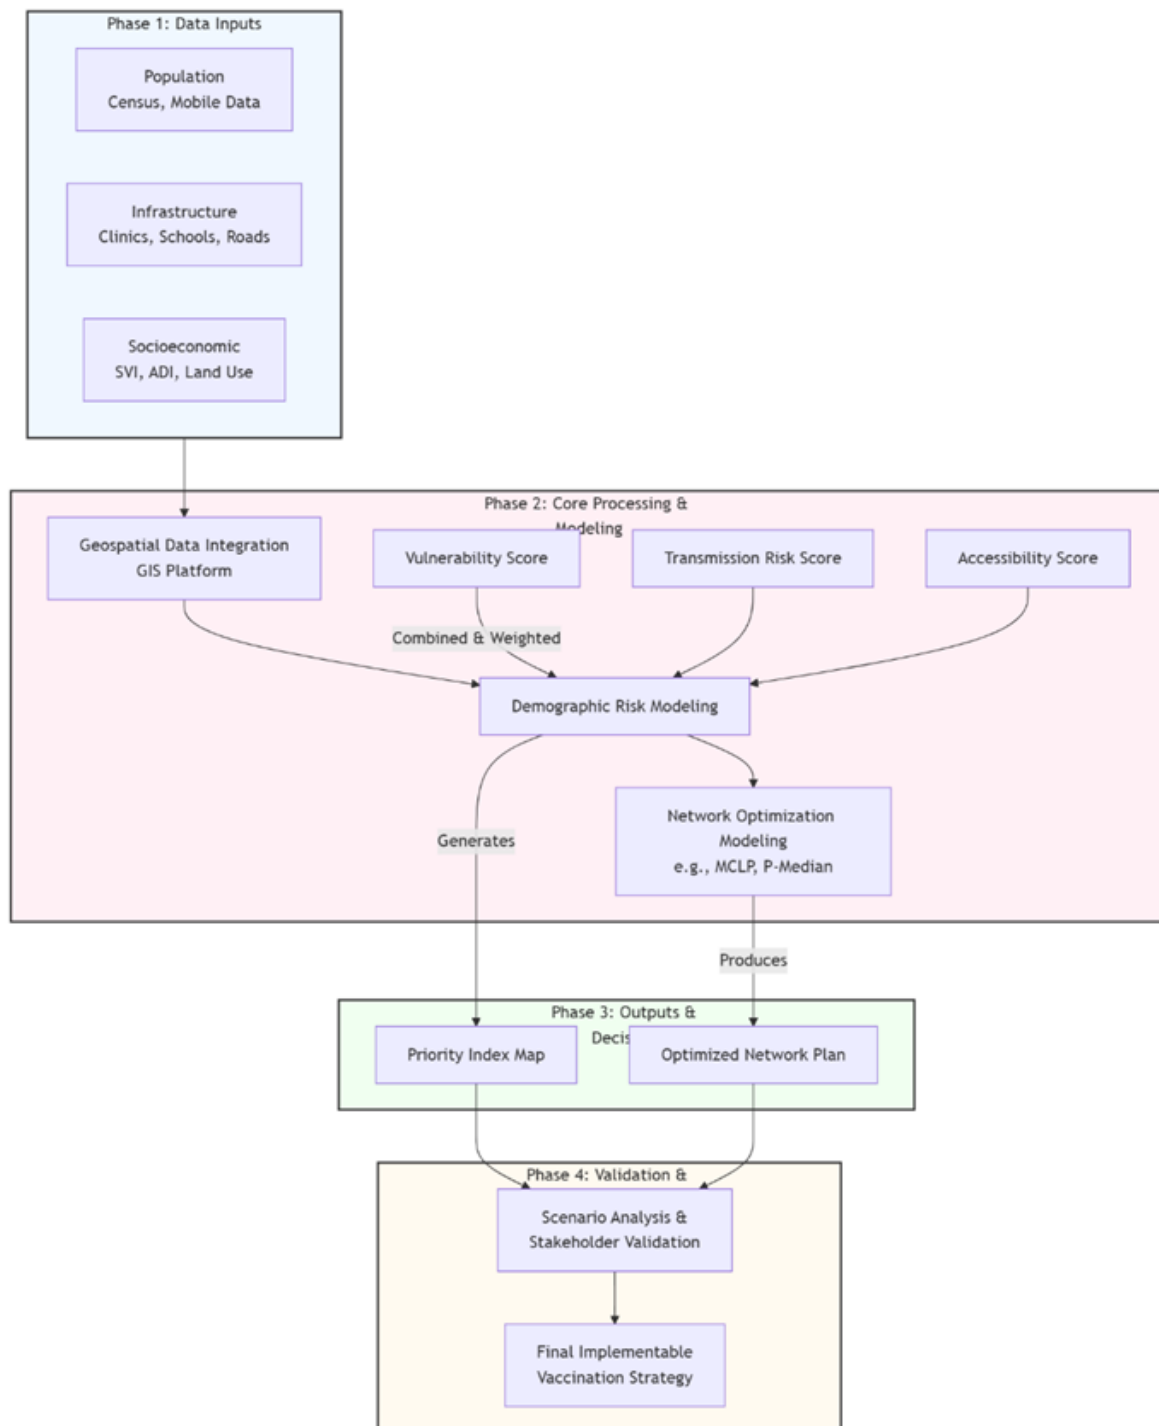 Phase 1: Data Inputs
Population
Census, Mobile Data
Infrastructure
Clinics, Schools, Roads
Socioeconomic
SVI, ADI, Land Use
Phase 2: Core Processing &
Modeling
Geospatial Data Integration
GIS Platform
Vulnerability Score
Transmission Risk Score
Accessibility Score
Combined & Weighted
Demographic Risk Modeling
Network Optimization
Modeling
e.g., MCLP, P-Median
Generates
Produces
Phase 3: Outputs &
Priority Index Map
Optimized Network Plan
Phase 4: Validation &
Scenario Analysis &
Stakeholder Validation
Final Implementable
Vaccination Strategy